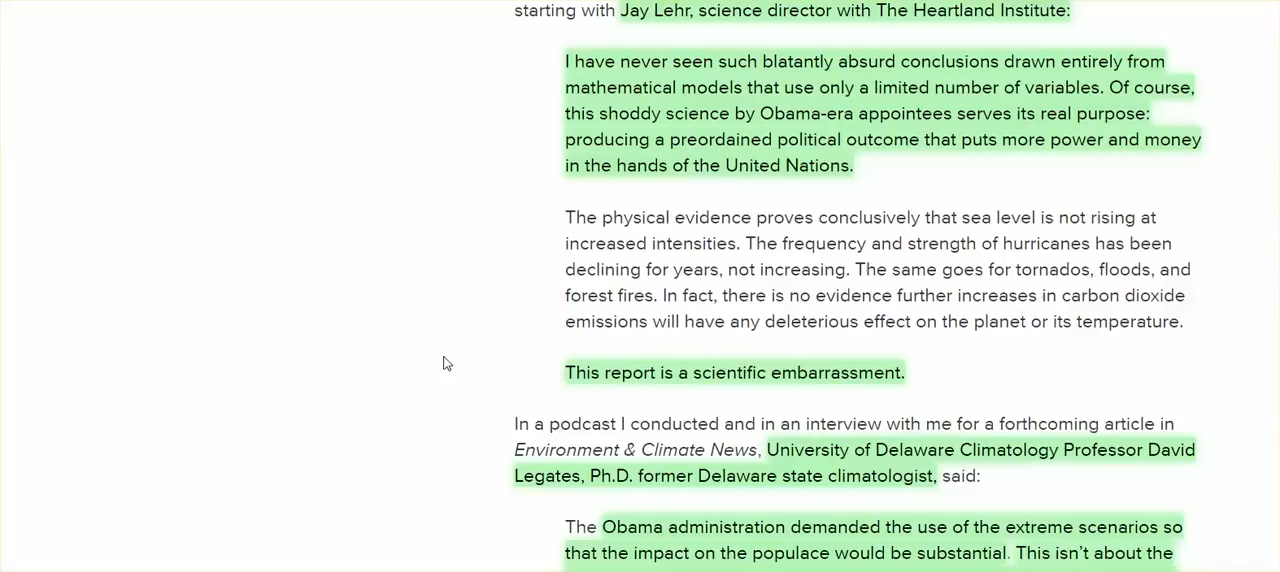 starting with Jay Lehr, science director with The Heartland Institute:
I have never seen such blatantly absurd conclusions drawn entirely from
mathematical models that use only a limited number of variables. Of course,
this shoddy science by Obama-era appointees serves its real purpose:
producing a preordained political outcome that puts more power and money
in the hands of the United Nations.
The physical evidence proves conclusively that sea level is not rising at
increased intensities. The frequency and strength of hurricanes has been
declining for years, not increasing. The same goes for tornados, floods, and
forest fires. In fact, there is no evidence further increases in carbon dioxide
emissions will have any deleterious effect on the planet or its temperature.
This report is a scientific embarrassment.
In a podcast I conducted and in an interview with me for a forthcoming article in
Environment & Climate News, University of Delaware Climatology Professor David
Legates, Ph.D. former Delaware state climatologist, said:
The Obama administration demanded the use of the extreme scenarios so
that the impact on the populace would be substantial. This isn't about the